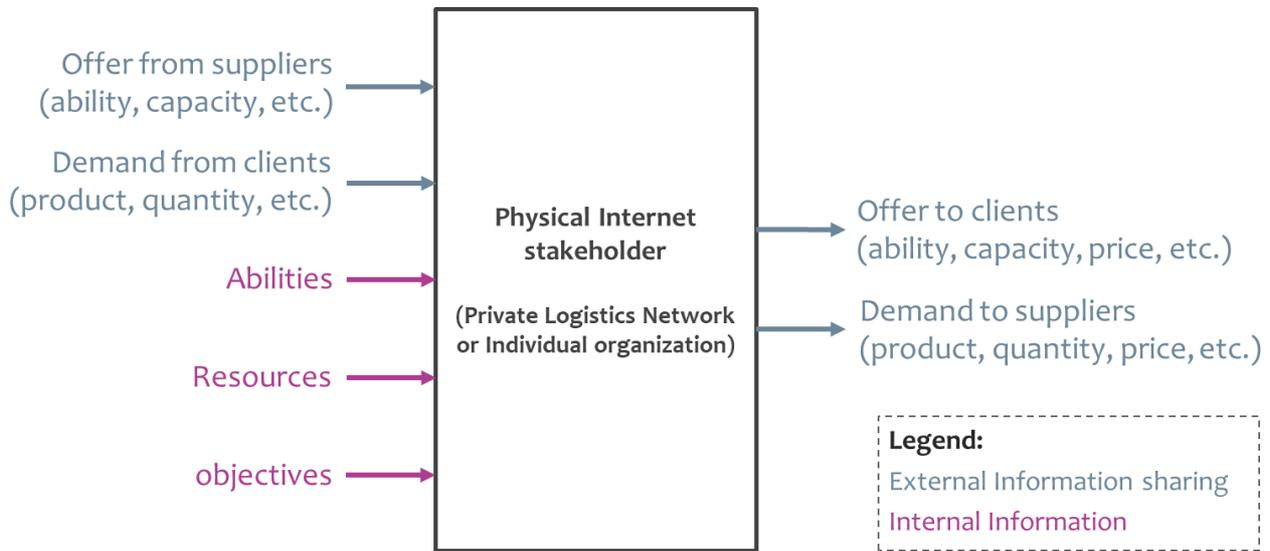 Offer from suppliers
(ability, capacity, etc.)
Demand from clients
(product, quantity, etc.)
Abilities
Resources
objectives
Physical Internet
stakeholder
(Private Logistics Network
or Individual organization)
Offer to clients
(ability, capacity, price, etc.)
Demand to suppliers
(product, quantity, price, etc.)
Legend:
External Information sharing
Internal Information